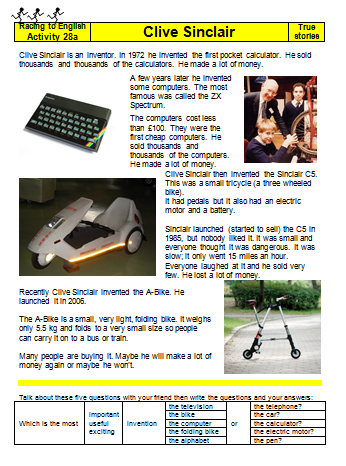 Racing to English
Activity 28a
Clive Sinclair
True
stories
Clive Sinclair is an inventor. In 1972 he invented the first pocket calculator. He sold
thousands and thousands of the calculators. He made a lot of money.
A few years later he invented
some computers. The most
famous was called the ZX
Spectrum.
The computers cost less
than £100. They were the
first cheap computers. He
sold thousands and
thousands of the computers.
He made a lot of money.
Clive Sinclair then invented the Sinclair C5.
This was a small tricycle (a three wheeled
bike).
It had pedals but it also had an electric
motor and a battery.
Sinclair launched (started to sell) the C5 in
1985, but nobody liked it. It was small and
everyone thought it was dangerous. It was
slow; it only went 15 miles an hour.
Everyone laughed at it and he sold very
few. He lost a lot of money.
Recently Clive Sinclair invented the A-Bike. He
launched it in 2006.
The A-Bike is a small, very light, folding bike. It weighs
only 5.5 kg and folds to a very small size so people
can carry it on to a bus or train.
Many people are buying it. Maybe he will make a lot of
money again or maybe he won't.
Talk about these five questions with your friend then write the questions and your answers:
Which is the most
important
useful
exciting
invention
the television
the bike
the computer
the folding bike
the alphabet
or
the telephone?
the car?
the calculator?
the electric motor?
the pen?